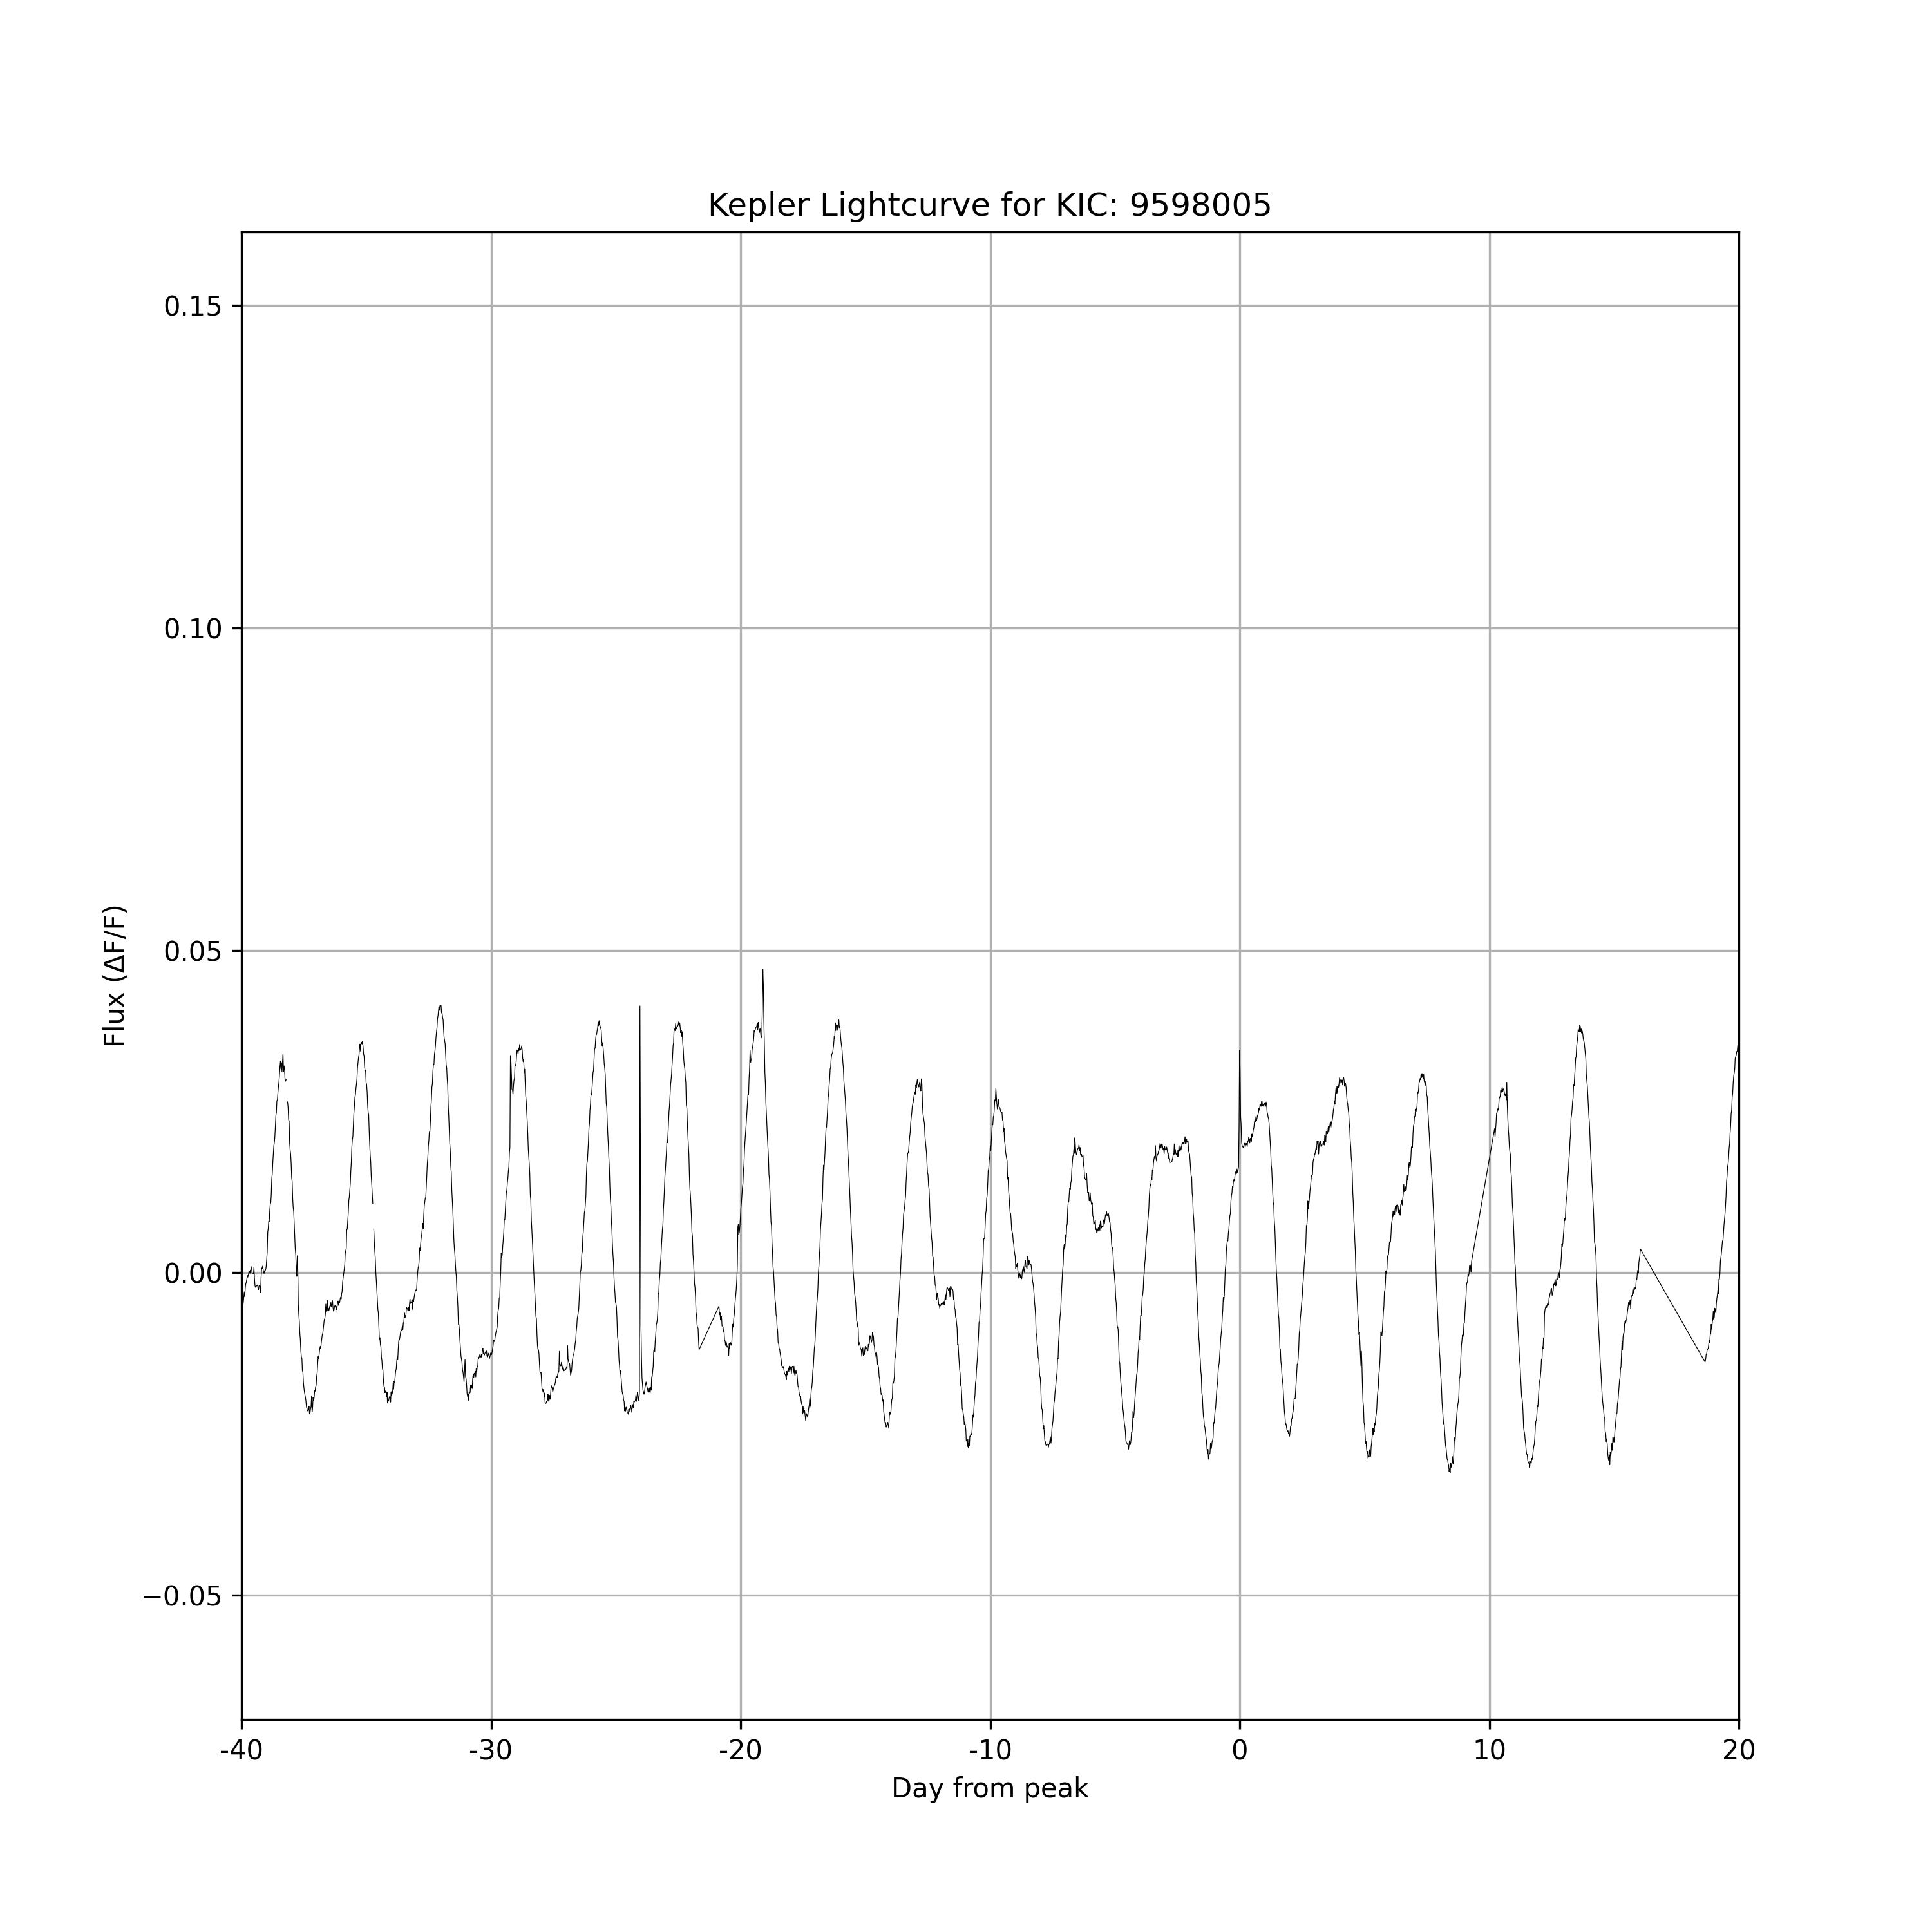 Kepler Lightcurve for KIC: 9598005
0.15
0.10
0.05
0.00
−0.05
Flux (ΔF/F)
-40 -30 -20 -10 0 10 20
Day from peak